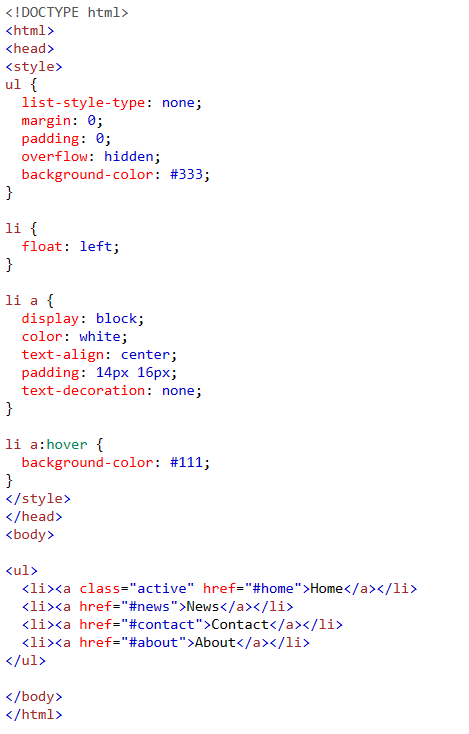 <!DOCTYPE html>
<html>
<head>
<style>
ul {
  list-style-type: none;
  margin: 0;
  padding: 0;
  overflow: hidden;
  background-color: #333;
}

li {
  float: left;
}

li a {
  display: block;
  color: white;
  text-align: center;
  padding: 14px 16px;
  text-decoration: none;
}

li a:hover {
  background-color: #111;
}
</style>
</head>
<body>

<ul>
  <li><a class="active" href="#home">Home</a></li>
  <li><a href="#news">News</a></li>
  <li><a href="#contact">Contact</a></li>
  <li><a href="#about">About</a></li>
</ul>

</body>
</html>